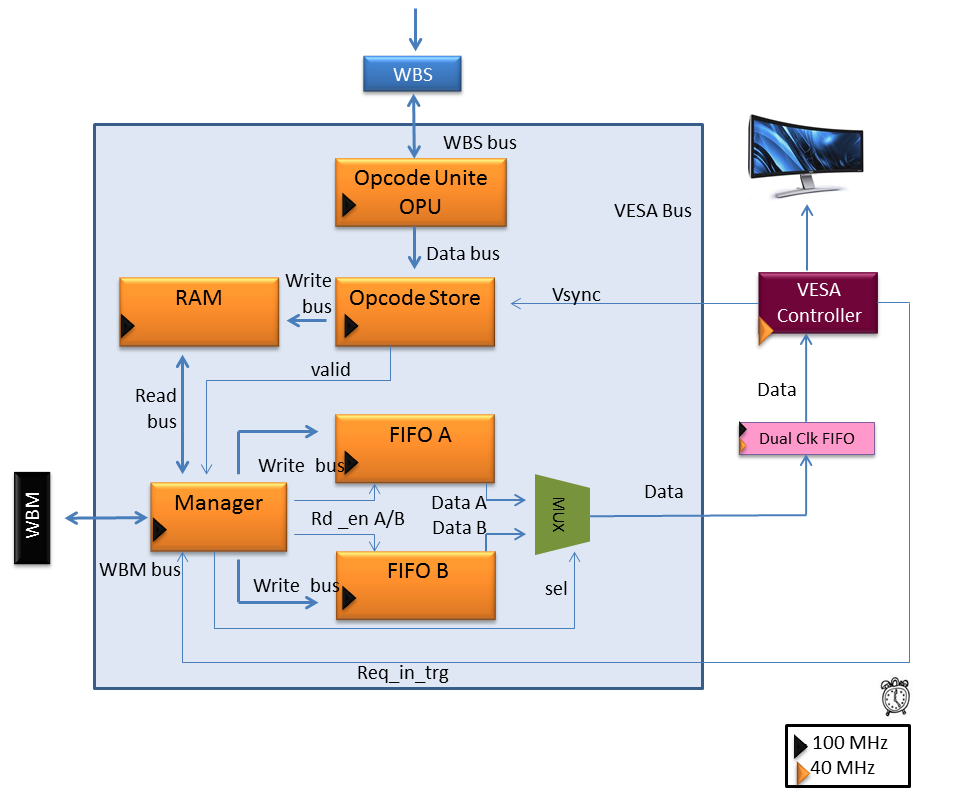 WBS
WBS bus
Opcode Unite
OPU
VESA Bus
Data bus
RAM
Write
bus
Opcode Store
Vsync
VESA
Controller
valid
Read
bus
Data
FIFO A
Dual Clk FIFO
Write bus
Manager
WBM
Data A
Data B
MUX
Data
Rd _en A/B
WBM bus
FIFO B
Write bus
sel
Req_in_trg
100 MHz
40 MHz